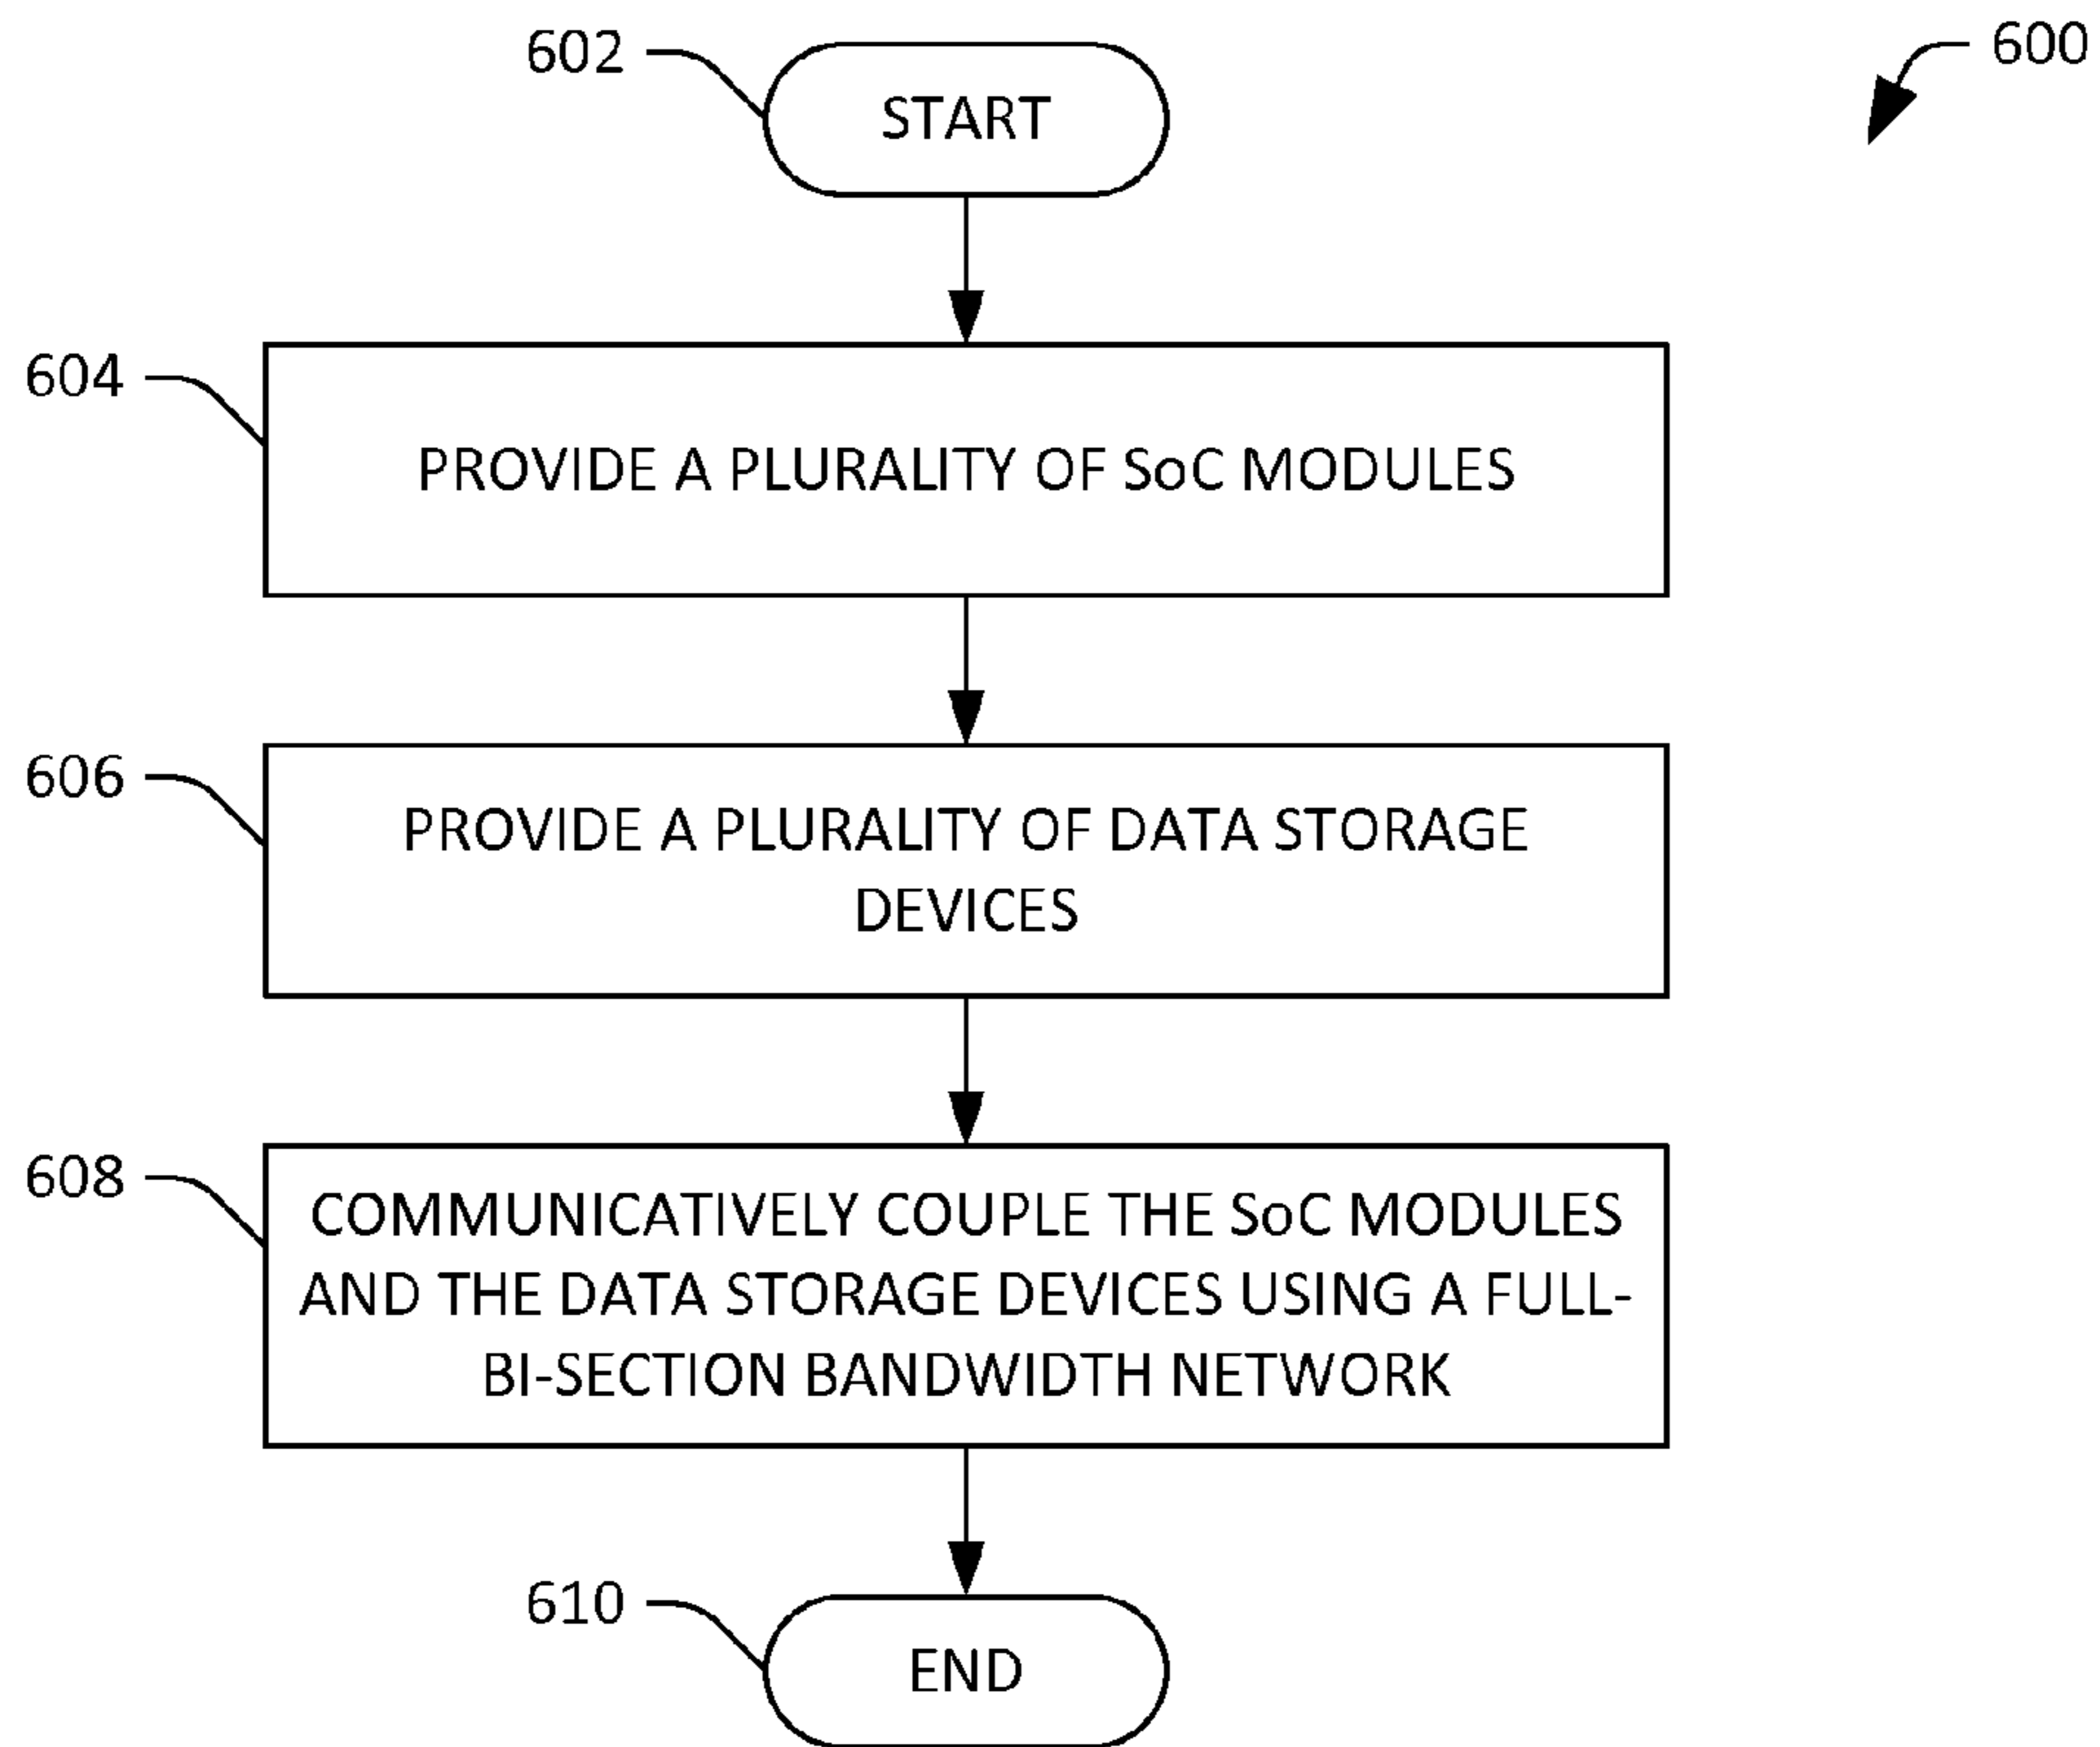 602
START
600
604
PROVIDE A PLURALITY OF SoC MODULES
606
PROVIDE A PLURALITY OF DATA STORAGE
DEVICES
608
COMMUNICATIVELY COUPLE THE SoC MODULES
AND THE DATA STORAGE DEVICES USING A FULL-
BI-SECTION BANDWIDTH NETWORK
610
END